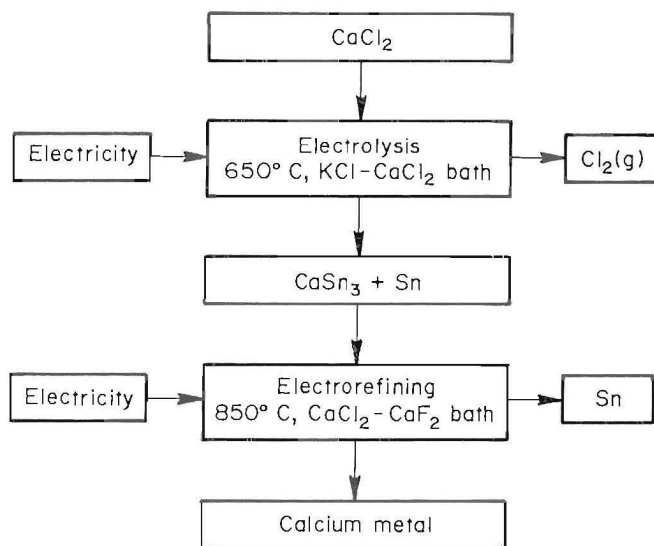 CaCl₂
Electricity
Electrolysis
650° C, KCl-CaCl₂ bath
Cl₂(g)
CaSn₃ + Sn
Electricity
Electrorefining
850° C, CaCl₂-CaF₂ bath
Sn
Calcium metal